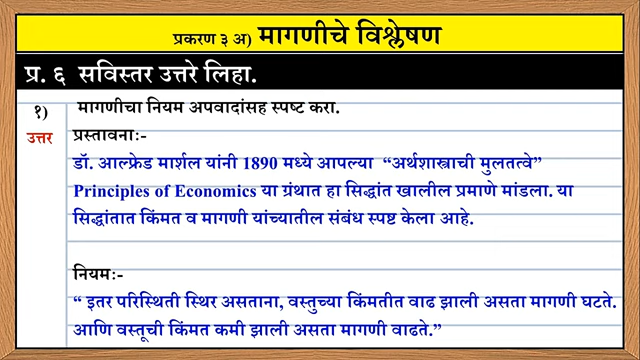 प्रकरण ३ अ) मागणीचे विश्लेषण
प्र. ६ सविस्तर उत्तरे लिहा.
१) मागणीचा नियम अपवादांसह स्पष्ट करा.
उत्तर प्रस्तावनाः-
डॉ. आल्फ्रेड मार्शल यांनी 1890 मध्ये आपल्या “अर्थशास्त्राची मुलतत्वे”
Principles of Economics या ग्रंथात हा सिद्धांत खालील प्रमाणे मांडला. या
सिद्धांतात किंमत व मागणी यांच्यातील संबंध स्पष्ट केला आहे.
नियमः-
“ इतर परिस्थिती स्थिर असताना, वस्तुच्या किंमतीत वाढ झाली असता मागणी घटते.
आणि वस्तूची किंमत कमी झाली असता मागणी वाढते.”